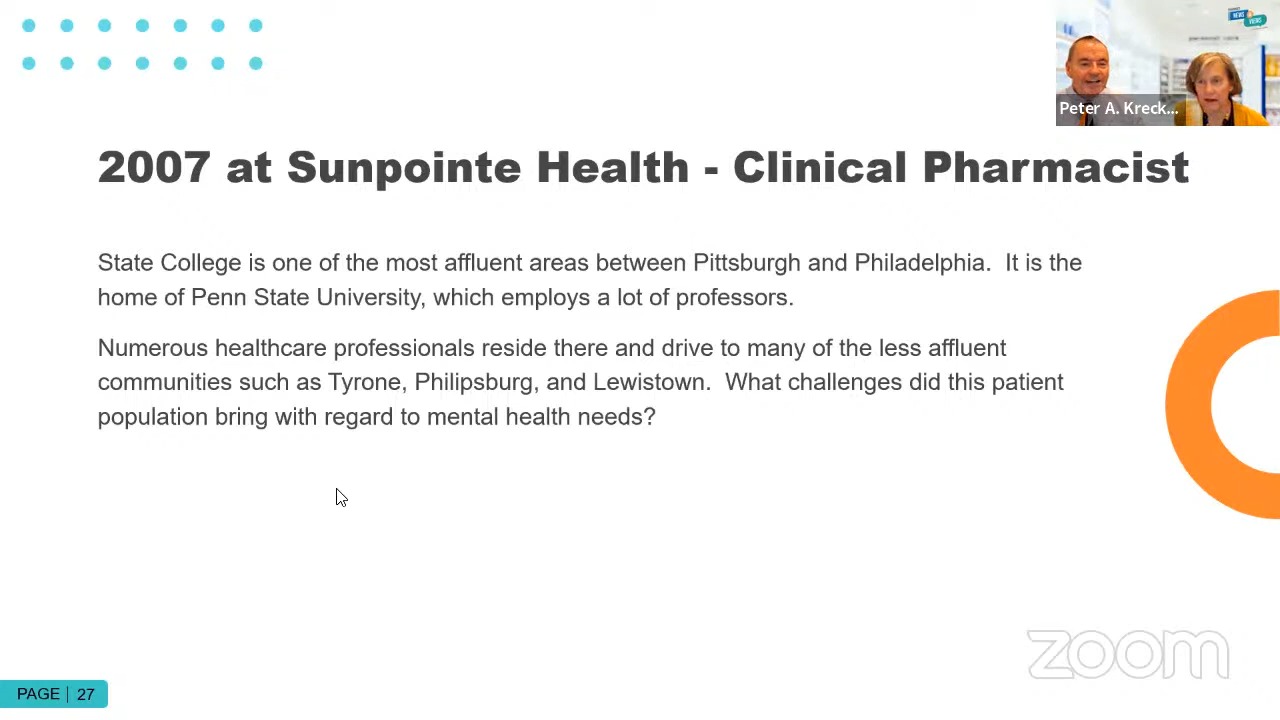 NEWS
VIEWS
Peter A. Kreck...
2007 at Sunpointe Health - Clinical Pharmacist
State College is one of the most affluent areas between Pittsburgh and Philadelphia.  It is the
home of Penn State University, which employs a lot of professors.
Numerous healthcare professionals reside there and drive to many of the less affluent
communities such as Tyrone, Philipsburg, and Lewistown.  What challenges did this patient
population bring with regard to mental health needs?
zoom
PAGE | 27